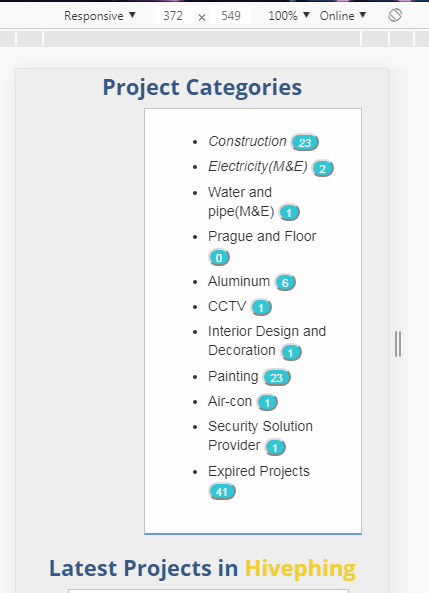 Responsive ▼ 372 x 549 100% ▼ Online ▼
Project Categories
Construction 23
Electricity(M&E) 2
Water and
pipe(M&E) 1
Prague and Floor
0
Aluminum 6
CCTV 1
Interior Design and
Decoration 1
Painting 23
Air-con 1
Security Solution
Provider 1
Expired Projects
41
Latest Projects in Hivephing